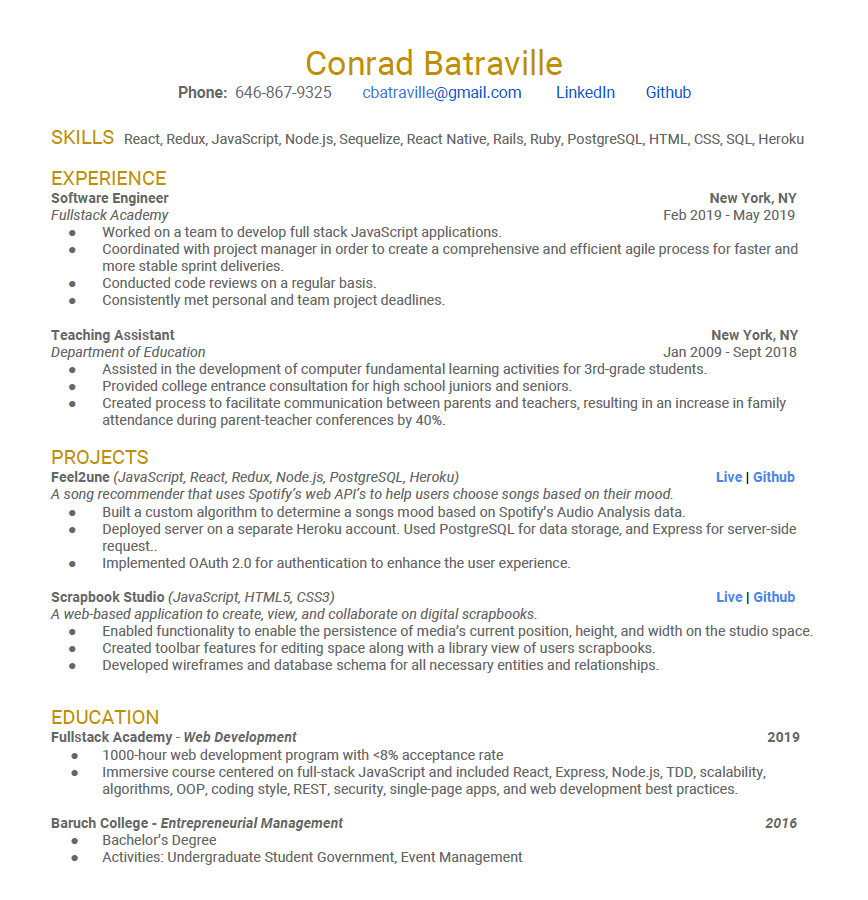 Conrad Batraville
Phone: 646-867-9325 cbatraville@gmail.com LinkedIn Github
SKILLS React, Redux, JavaScript, Node.js, Sequelize, React Native, Rails, Ruby, PostgreSQL, HTML, CSS, SQL, Heroku
EXPERIENCE
Software Engineer New York, NY
Fullstack Academy Feb 2019 - May 2019
● Worked on a team to develop full stack JavaScript applications.
● Coordinated with project manager in order to create a comprehensive and efficient agile process for faster and
more stable sprint deliveries.
● Conducted code reviews on a regular basis.
● Consistently met personal and team project deadlines.
Teaching Assistant New York, NY
Department of Education Jan 2009 - Sept 2018
● Assisted in the development of computer fundamental learning activities for 3rd-grade students.
● Provided college entrance consultation for high school juniors and seniors.
● Created process to facilitate communication between parents and teachers, resulting in an increase in family
attendance during parent-teacher conferences by 40%.
PROJECTS
Feel2une (JavaScript, React, Redux, Node.js, PostgreSQL, Heroku) Live | Github
A song recommender that uses Spotify's web API's to help users choose songs based on their mood.
● Built a custom algorithm to determine a songs mood based on Spotify's Audio Analysis data.
● Deployed server on a separate Heroku account. Used PostgreSQL for data storage, and Express for server-side
request..
● Implemented OAuth 2.0 for authentication to enhance the user experience.
Scrapbook Studio (JavaScript, HTML5, CSS3) Live | Github
A web-based application to create, view, and collaborate on digital scrapbooks.
● Enabled functionality to enable the persistence of media's current position, height, and width on the studio space.
● Created toolbar features for editing space along with a library view of users scrapbooks.
● Developed wireframes and database schema for all necessary entities and relationships.
EDUCATION
Fullstack Academy - Web Development 2019
● 1000-hour web development program with <8% acceptance rate
● Immersive course centered on full-stack JavaScript and included React, Express, Node.js, TDD, scalability,
algorithms, OOP, coding style, REST, security, single-page apps, and web development best practices.
Baruch College - Entrepreneurial Management 2016
● Bachelor's Degree
● Activities: Undergraduate Student Government, Event Management